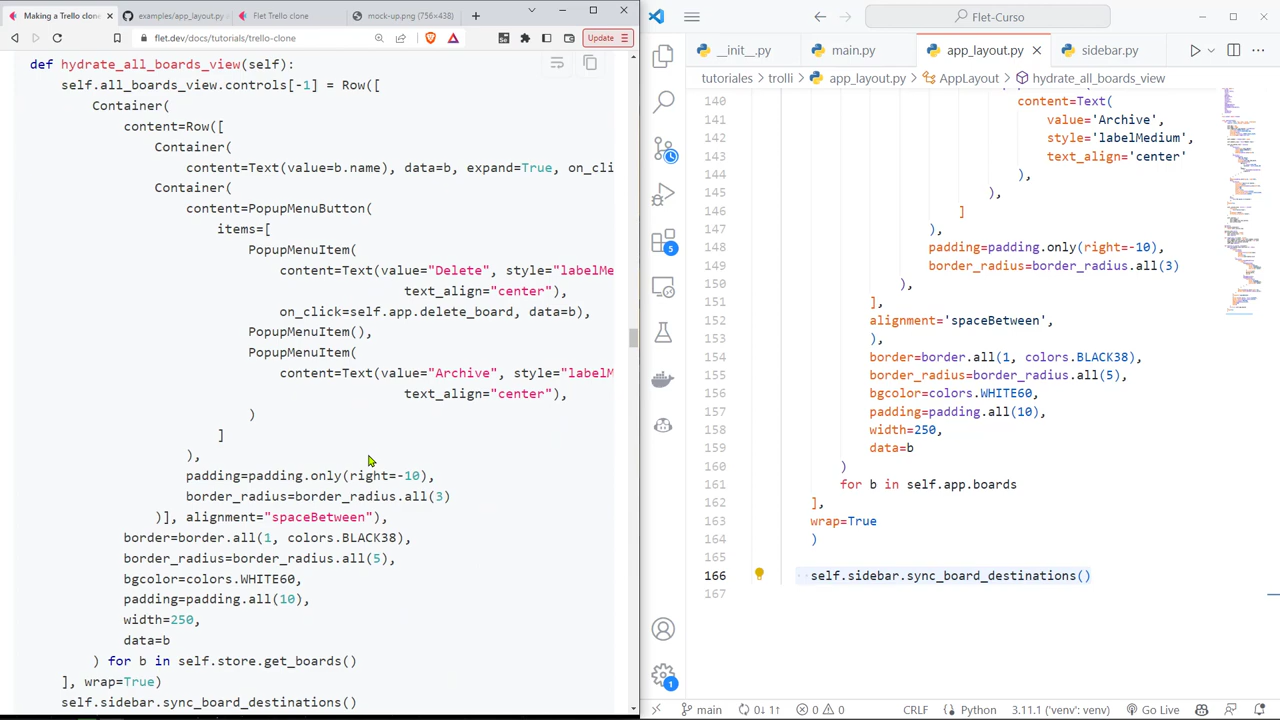 Making a Trello clone
examples/app_layout.py
Trolli - Trello clone
mock-up.png (756×438)
flet.dev/docs/tutorials/trello-clone
Update
def hydrate_all_boards_view(self):
self.all_boards_view.controls[-1] = Row([
Container(
content=Row([
Container(
content=Text(value=b.name), data=b, expand=True, on_cli
Container(
content=PopupMenuButton(
items=[
PopupMenuItem(
content=Text(value="Delete", style="labelMe
text_align="center"),
on_click=self.app.delete_board, data=b),
PopupMenuItem()
PopupMenuItem(
content=Text(value="Archive", style="labelM
text_align="center"),
)
]
),
padding=padding.only(right=-10),
border_radius=border_radius.all(3)
)], alignment="spaceBetween"),
border=border.all(1, colors.BLACK38),
border_radius=border_radius.all(5),
bgcolor=colors.WHITE60,
padding=padding.all(10),
width=250,
data=b
) for b in self.store.get_boards()
], wrap=True)
self.sidebar.sync_board_destinations()
Flet-Curso
__init_.py
main.py
app_layout.py
sidebar.py
tutoriales
trolli
app_layout.py
AppLayout
hydrate_all_boards view
140
content=Text(
141
value='Archive',
142
style='labelMedium',
143
text_align='center'
144
),
145
,
146
147
),
148
padding=padding.only(right=-10),
149
border_radius=border_radius.all(3)
150
),
151
],
152
alignment='spaceBetween',
153
),
154
border=border.all(1, colors.BLACK38),
155
border_radius=border_radius.all(5),
156
bgcolor=colors.WHITE60,
157
padding=padding.all(10),
158
width=250,
159
data=b
160
)
161
for b in self.app.boards
162
],
163
wrap=True
164
)
165
166
self.sidebar.sync_board_destinations()
167
5
1
main
0↓ 1↑
0
0
CRLF
Python
3.11.1 ('venv': venv)
Go Live